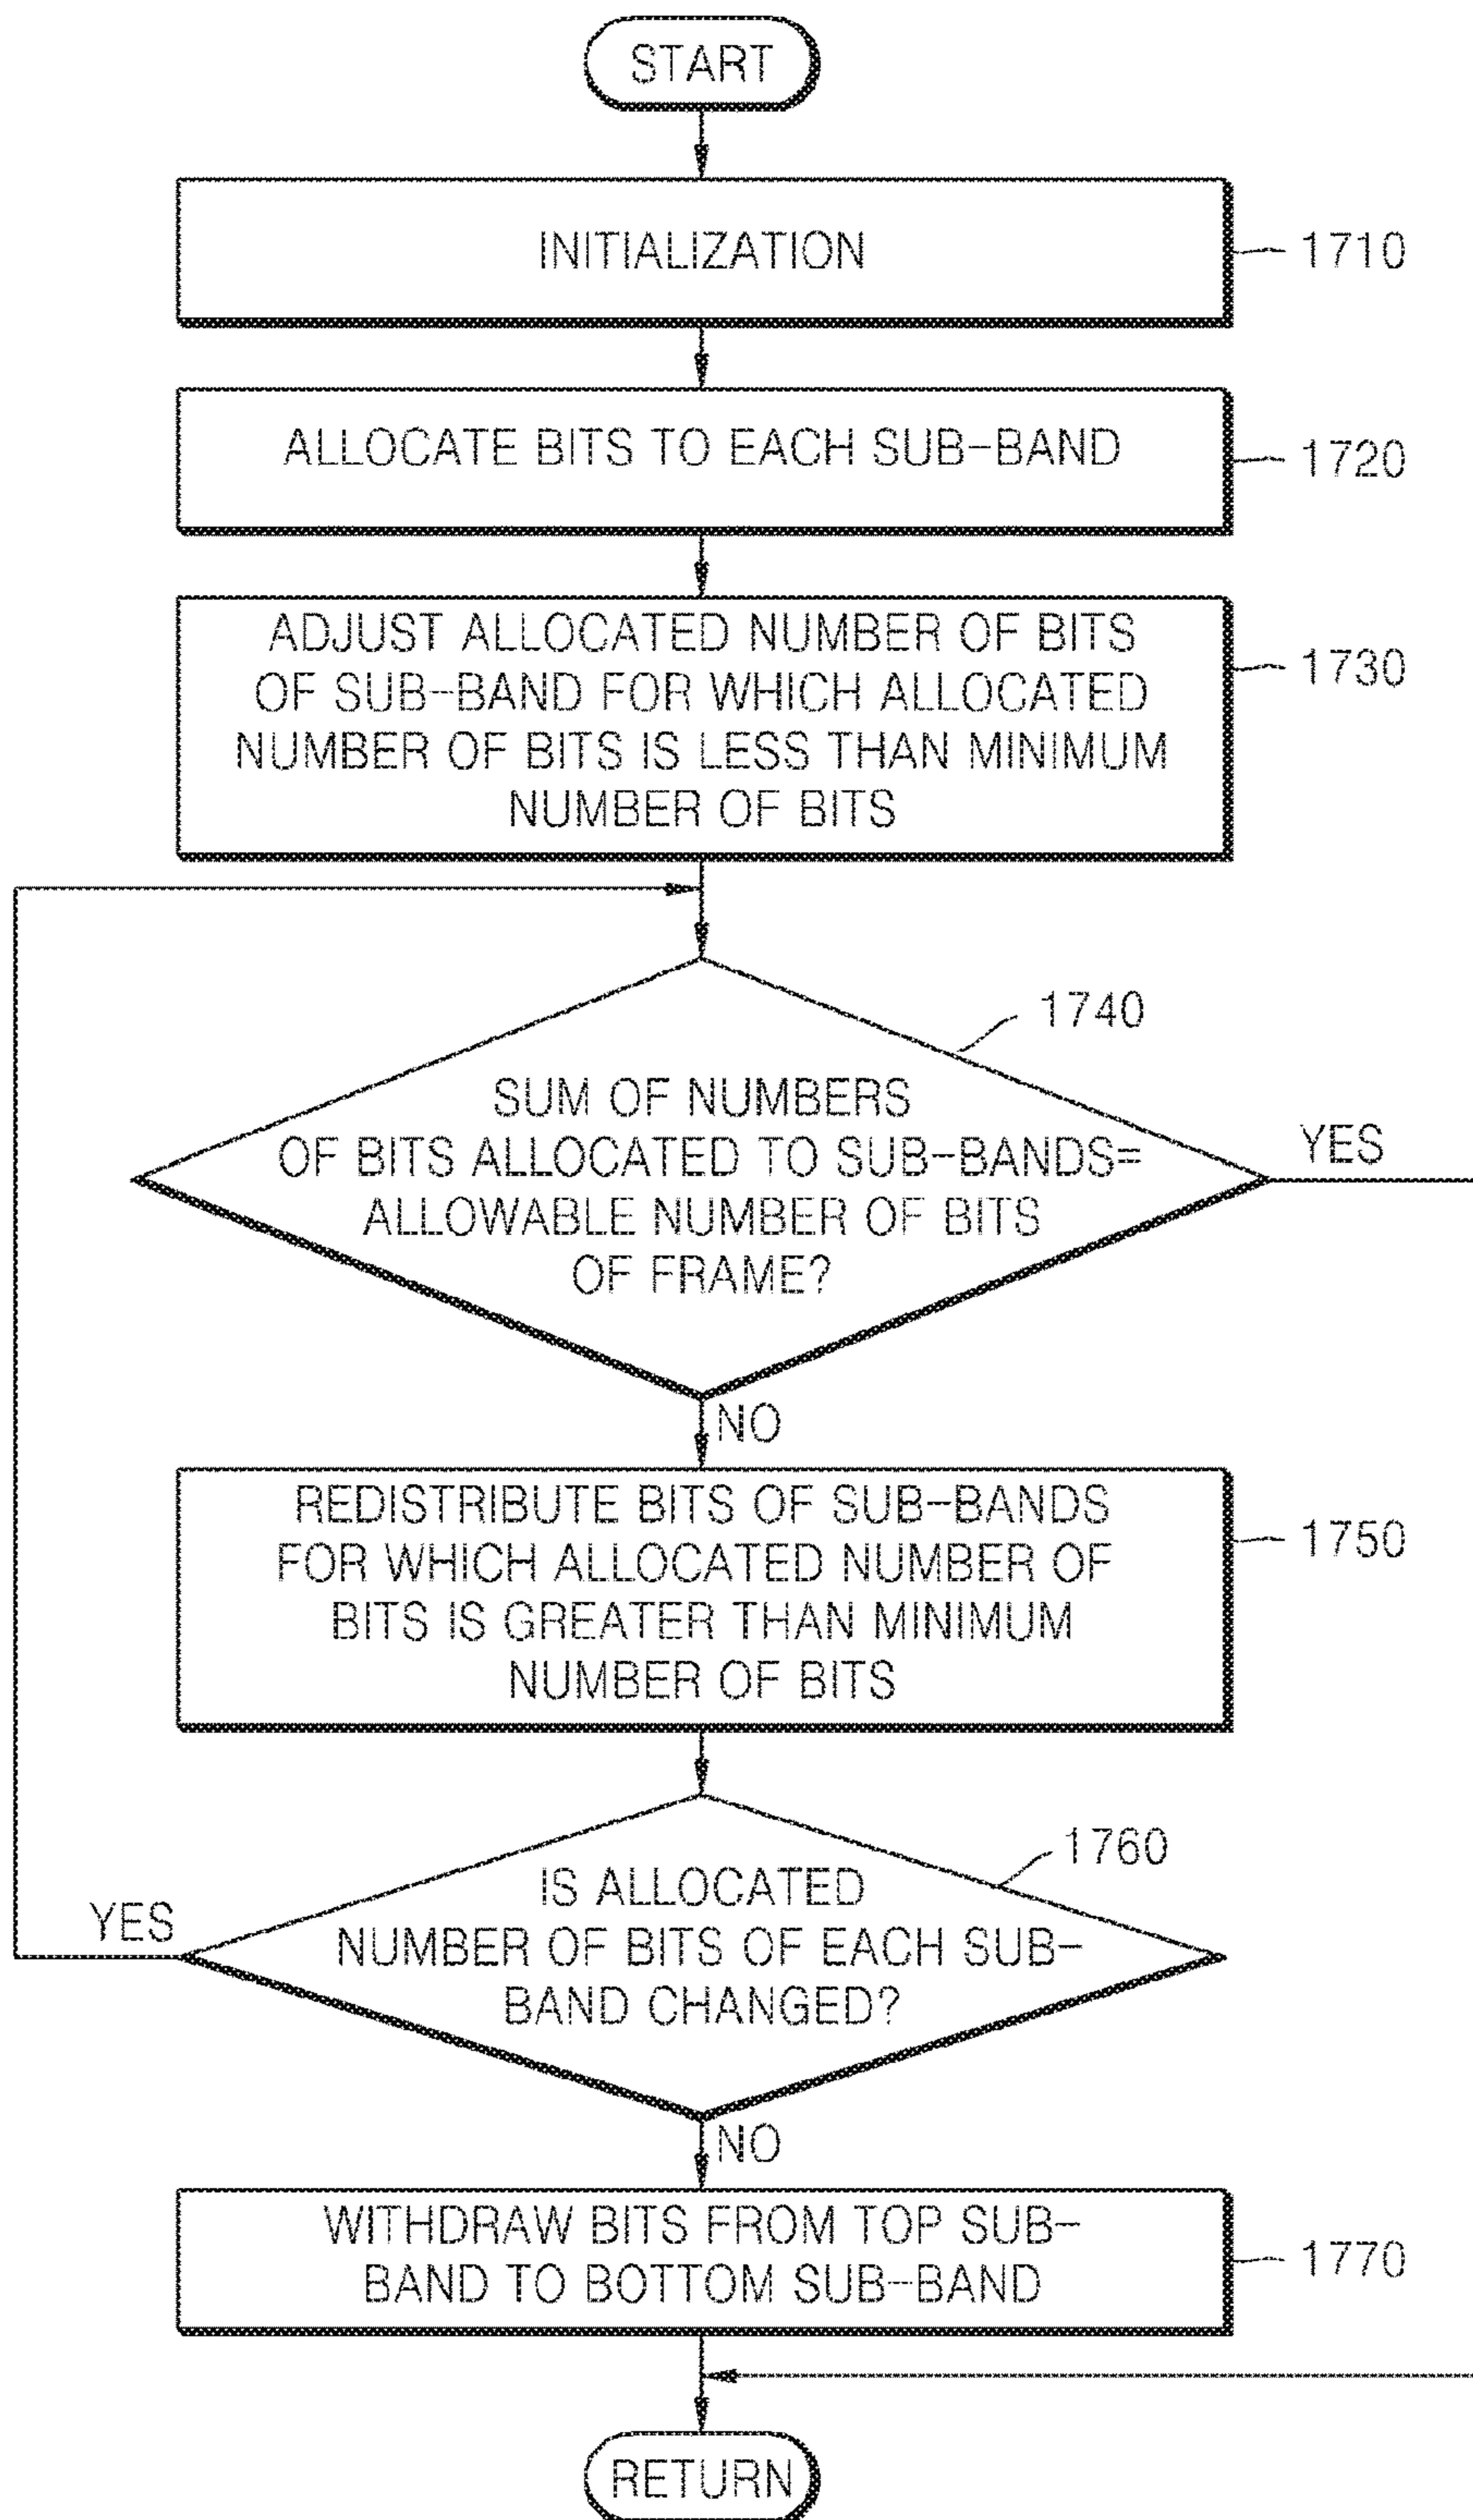 START
INITIALIZATION
1710
ALLOCATE BITS TO EACH SUB-BAND
1720
ADJUST ALLOCATED NUMBER OF BITS
OF SUB-BAND FOR WHICH ALLOCATED
NUMBER OF BITS IS LESS THAN MINIMUM
NUMBER OF BITS
1730
1740
SUM OF NUMBERS
OF BITS ALLOCATED TO SUB-BANDS=
ALLOWABLE NUMBER OF BITS
OF FRAME?
YES
NO
REDISTRIBUTE BITS OF SUB-BANDS
FOR WHICH ALLOCATED NUMBER OF
BITS IS GREATER THAN MINIMUM
NUMBER OF BITS
1750
1760
IS ALLOCATED
NUMBER OF BITS OF EACH SUB-
BAND CHANGED?
YES
NO
WITHDRAW BITS FROM TOP SUB-
BAND TO BOTTOM SUB-BAND
1770
RETURN